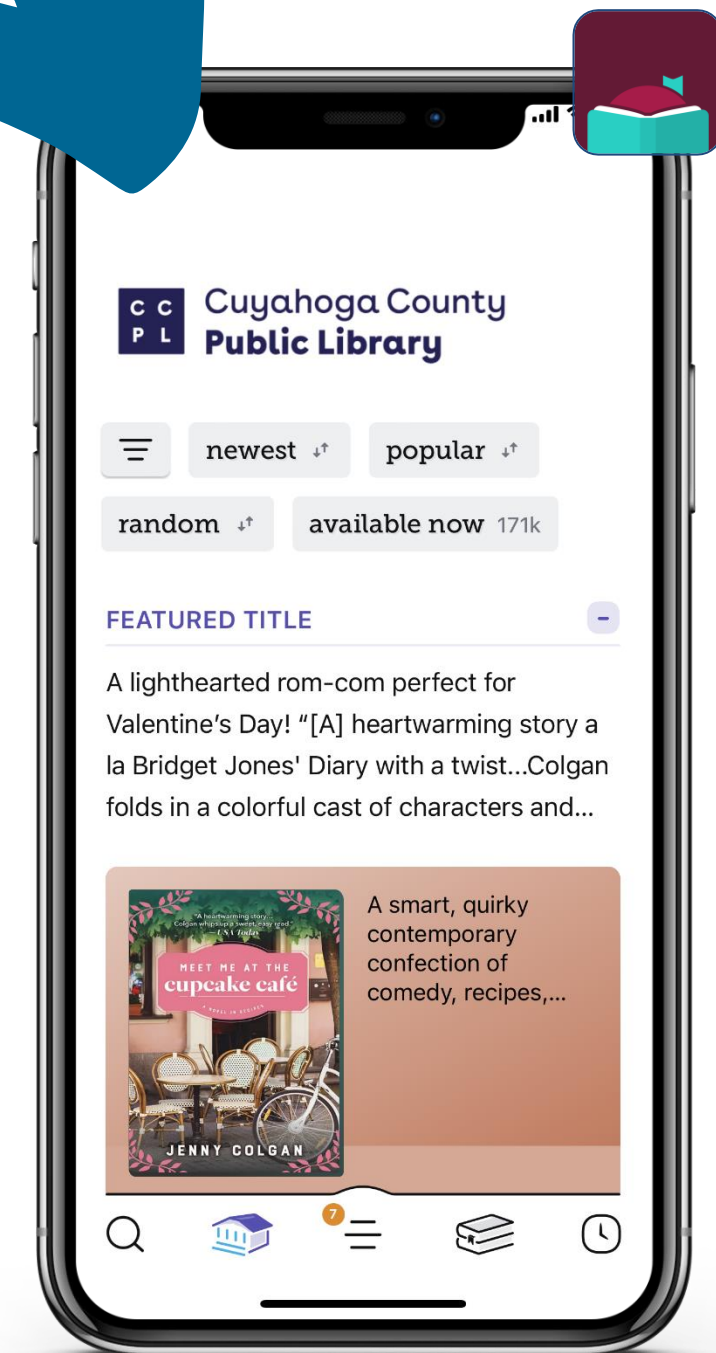 C C
P L
Cuyahoga County
Public Library
newest
popular
random
available now 171k
FEATURED TITLE
A lighthearted rom-com perfect for
Valentine’s Day! “[A] heartwarming story a
la Bridget Jones' Diary with a twist...Colgan
folds in a colorful cast of characters and...
"A heartwarming story...
Colgan whips up a sweet, easy read."
—USA Today
MEET ME AT THE
cupcake café
A NOVEL IN RECIPES
JENNY COLGAN
A smart, quirky
contemporary
confection of
comedy, recipes,...
7